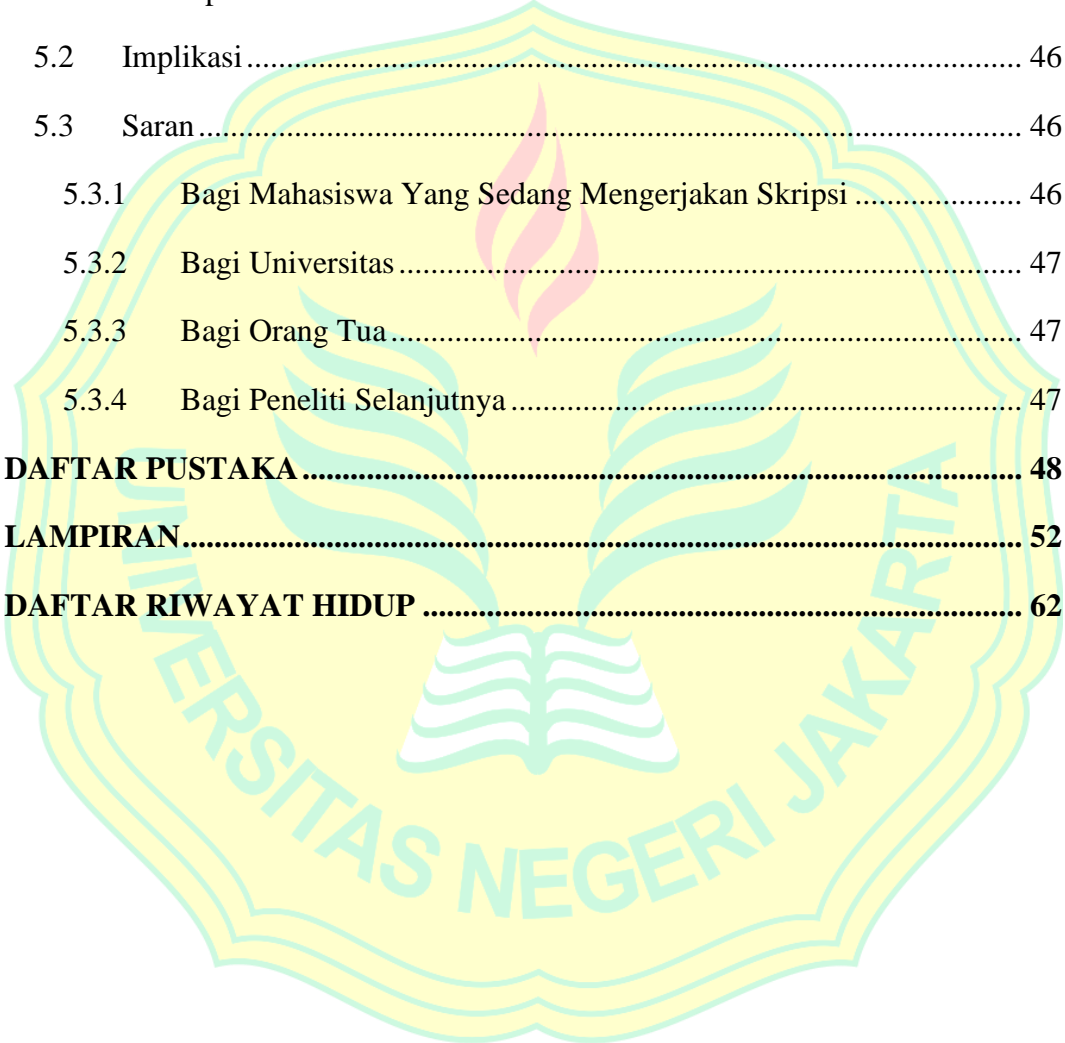 5.2 Implikasi ........................................................................................................ 46
5.3 Saran ............................................................................................................. 46
5.3.1 Bagi Mahasiswa Yang Sedang Mengerjakan Skripsi ...................... 46
5.3.2 Bagi Universitas ................................................................................. 47
5.3.3 Bagi Orang Tua .................................................................................. 47
5.3.4 Bagi Peneliti Selanjutnya .................................................................... 47
DAFTAR PUSTAKA ................................................................................................ 48
LAMPIRAN ............................................................................................................... 52
DAFTAR RIWAYAT HIDUP ................................................................................ 62
UNIVERSITAS NEGERI JAKARTA